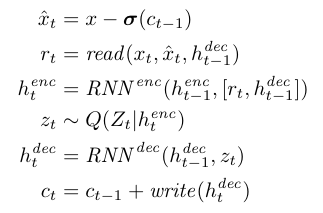 x̂_t = x − σ(c_{t−1})
r_t = read(x_t, x̂_t, h^{dec}_{t−1})
h^{enc}_t = RNN^{enc}(h^{enc}_{t−1}, [r_t, h^{dec}_{t−1}])
z_t ∼ Q(Z_t|h^{enc}_t)
h^{dec}_t = RNN^{dec}(h^{dec}_{t−1}, z_t)
c_t = c_{t−1} + write(h^{dec}_t)